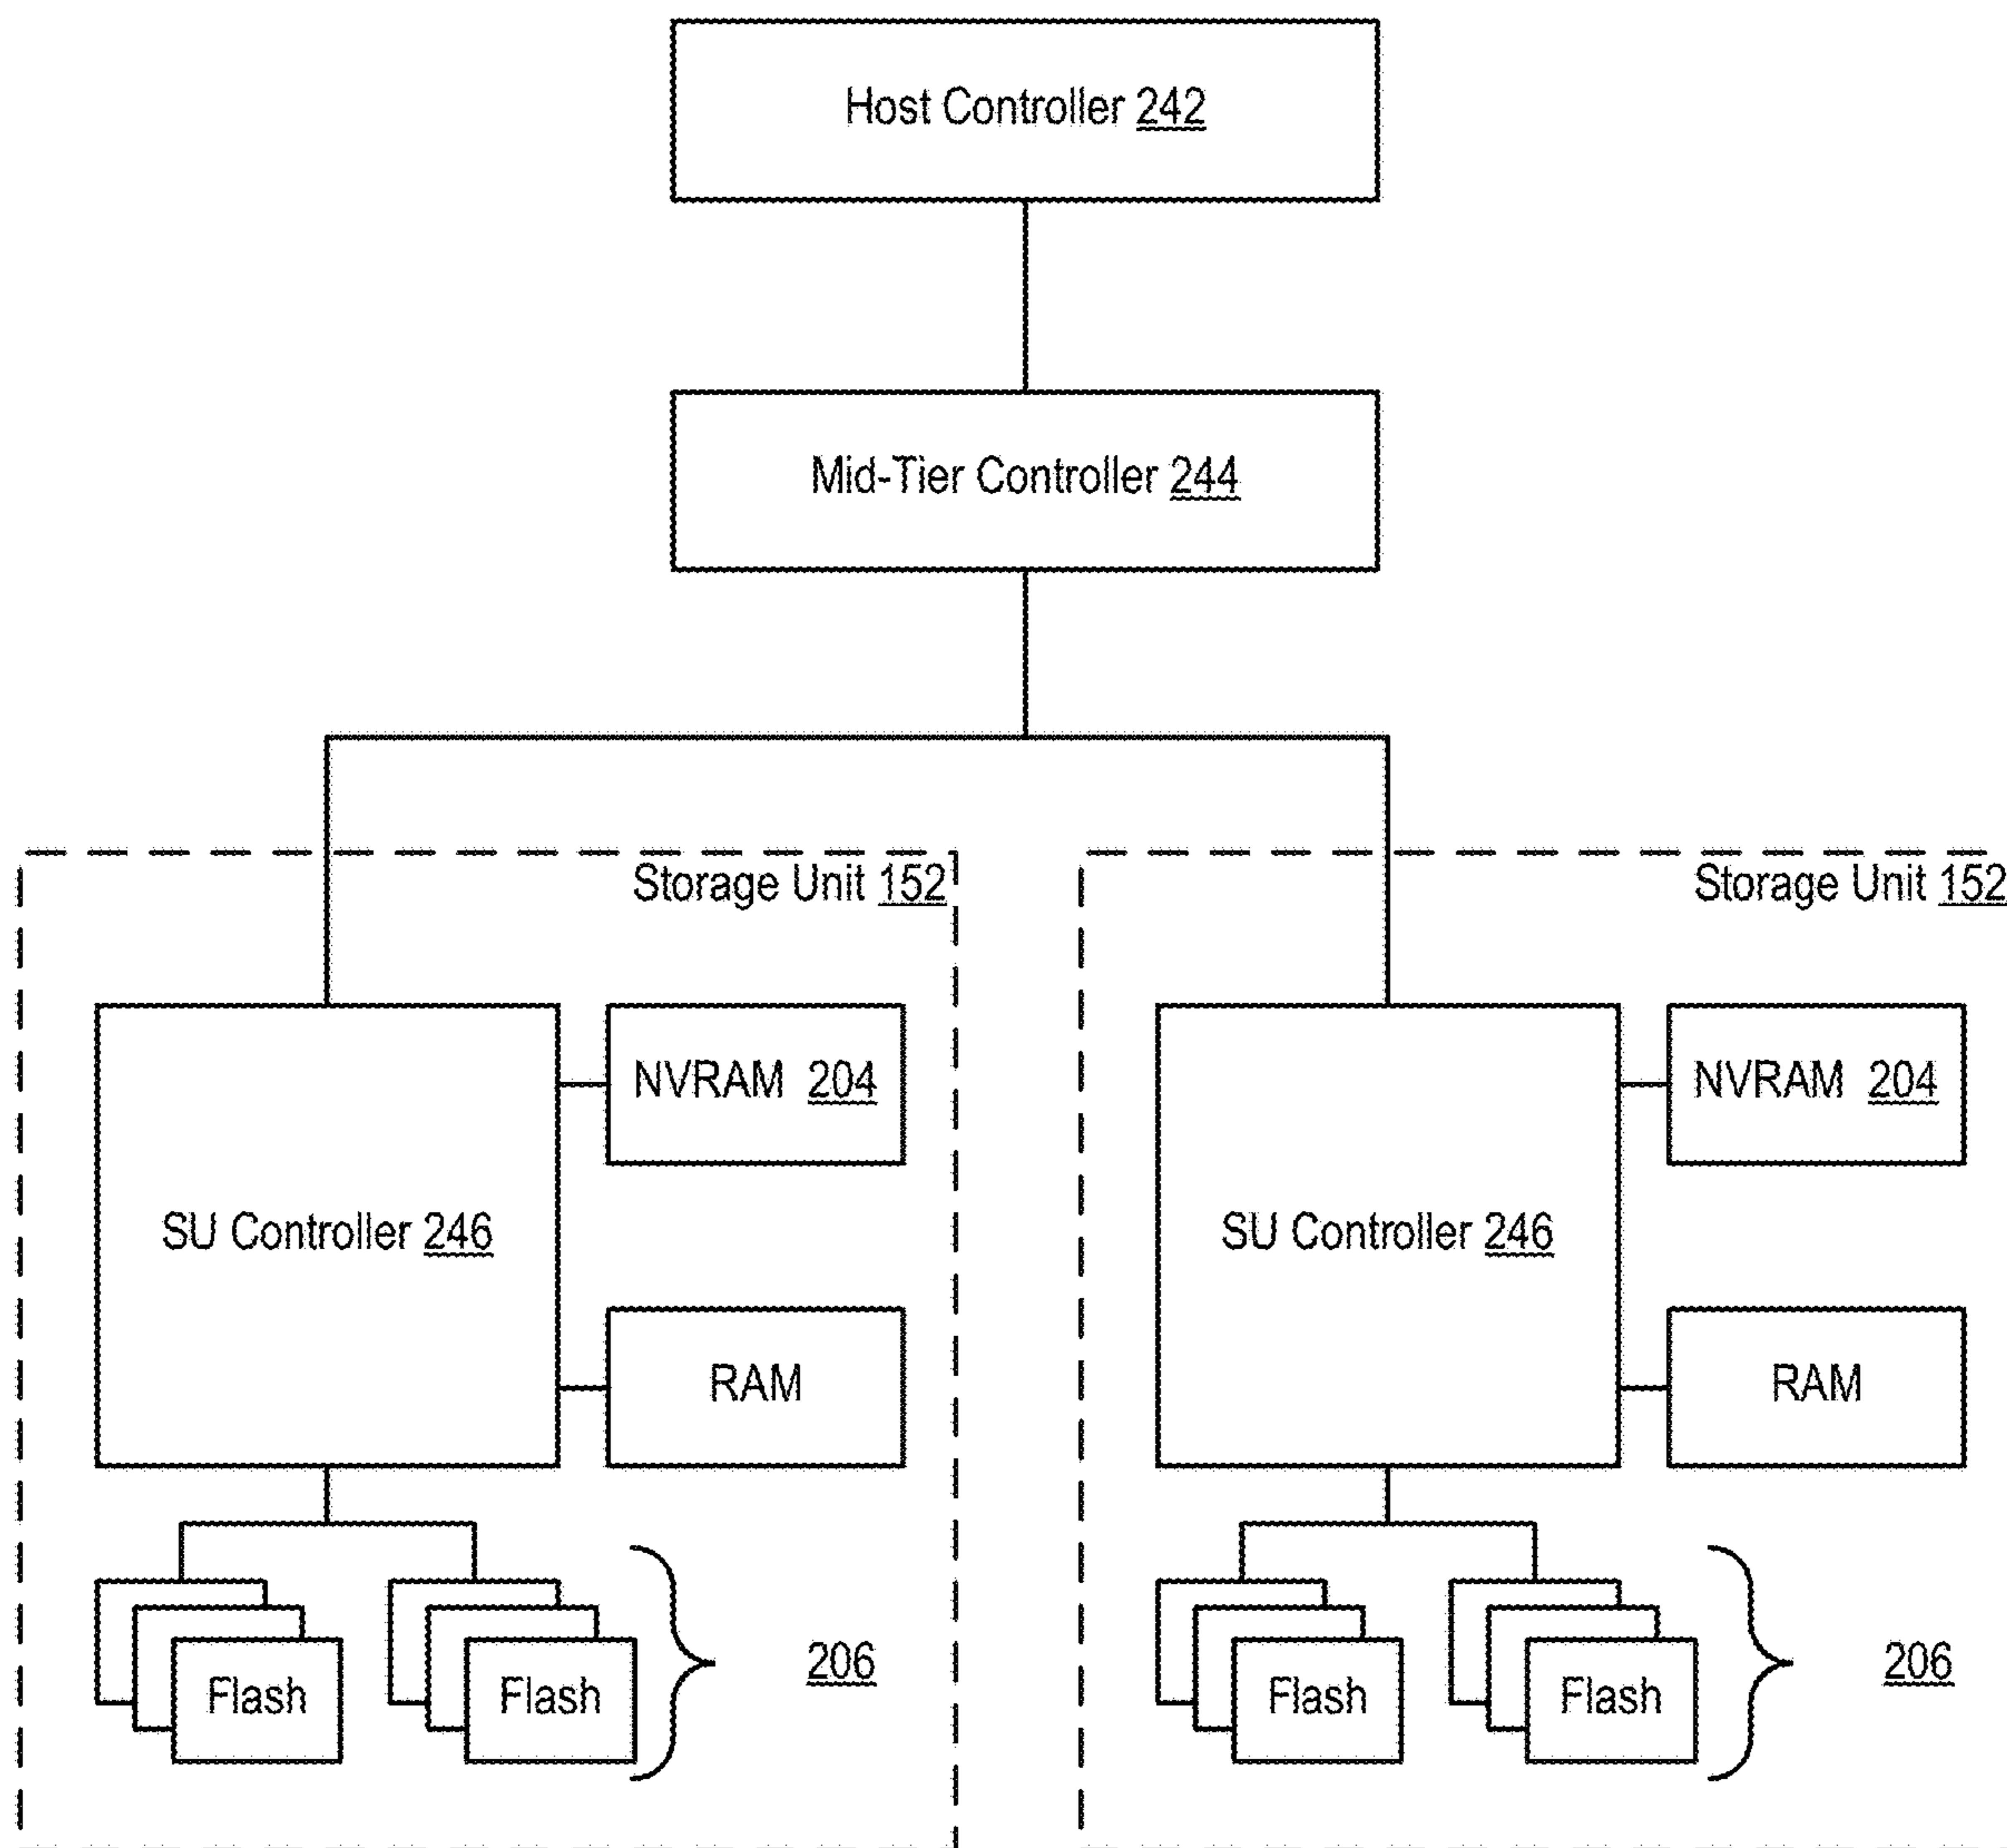 Host Controller 242
Mid-Tier Controller 244
Storage Unit 152
Storage Unit 152
NVRAM 204
NVRAM 204
SU Controller 246
SU Controller 246
RAM
RAM
206
206
Flash
Flash
Flash
Flash